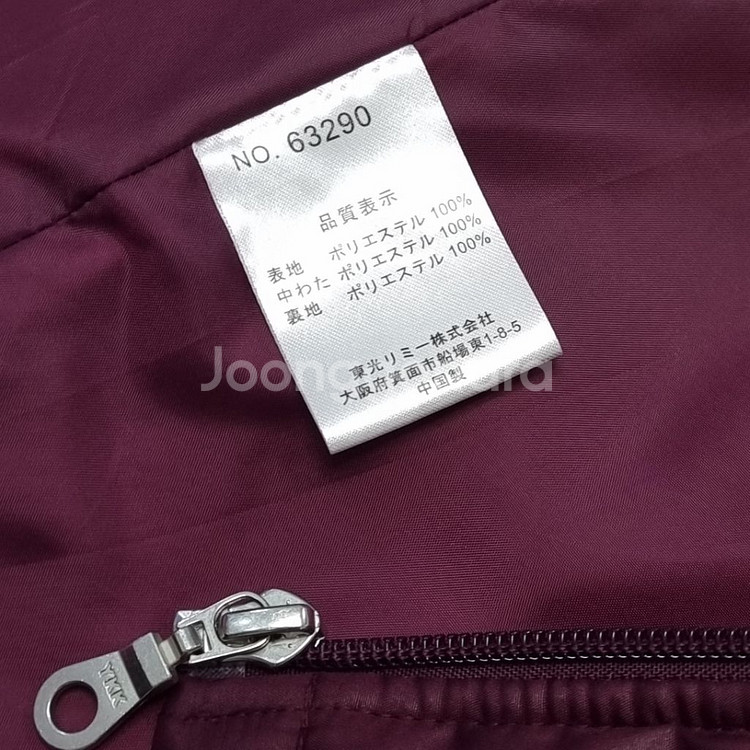 NO. 63290
品質表示
表地 ポリエステル 100%
中わた ポリエステル 100%
裏地 ポリエステル 100%
東光リミー株式会社
大阪府箕面市船場東1-8-5
中国製
YKK